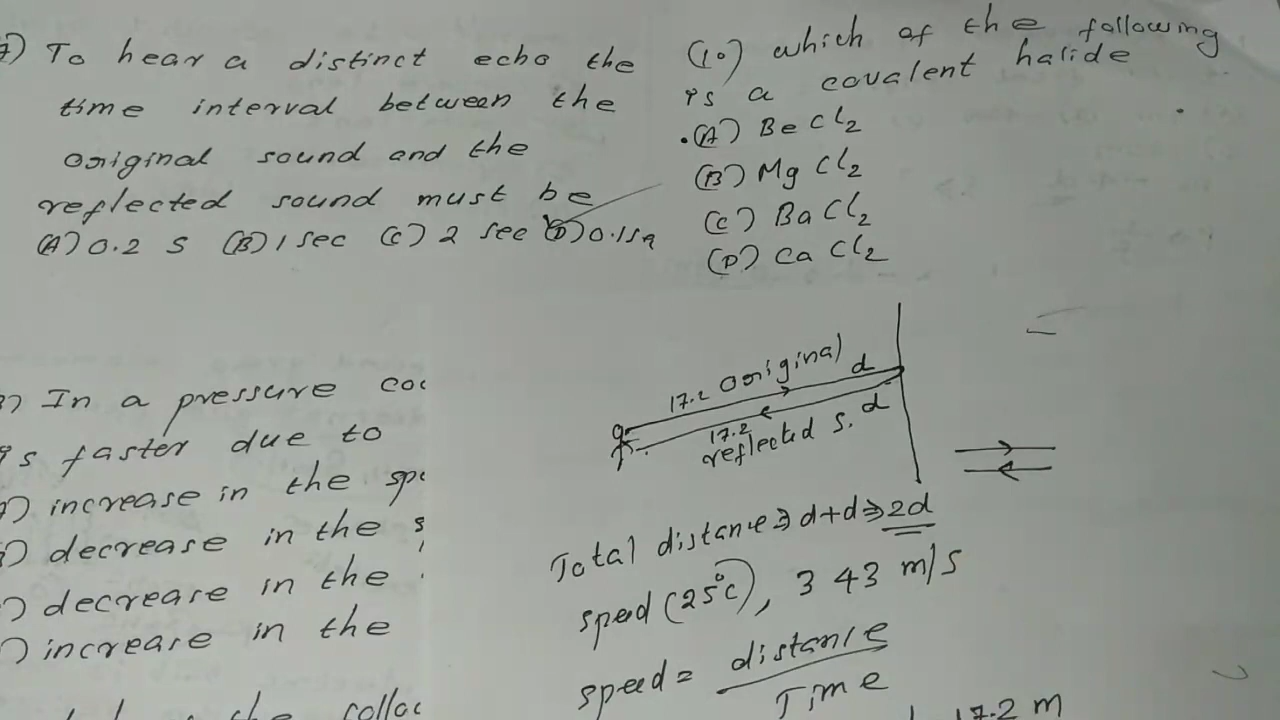 7) To hear a distinct echo the
time interval between the
original sound and the
reflected sound must be
(A) 0.2 S (B) 1 sec (C) 2 sec (D) 0.1
(10) which of the following
is a covalent halide
(A) BeCl2
(B) MgCl2
(C) BaCl2
(D) CaCl2
In a pressure
is faster due to
increase in the
decrease in the
decrease in the
increase in the
17.2 original d
17.2 d
reflected S.
Total distance ⇒ d+d ⇒ 2d
speed (25°C), 343 m/s
speed = distance
Time
17.2 m
the